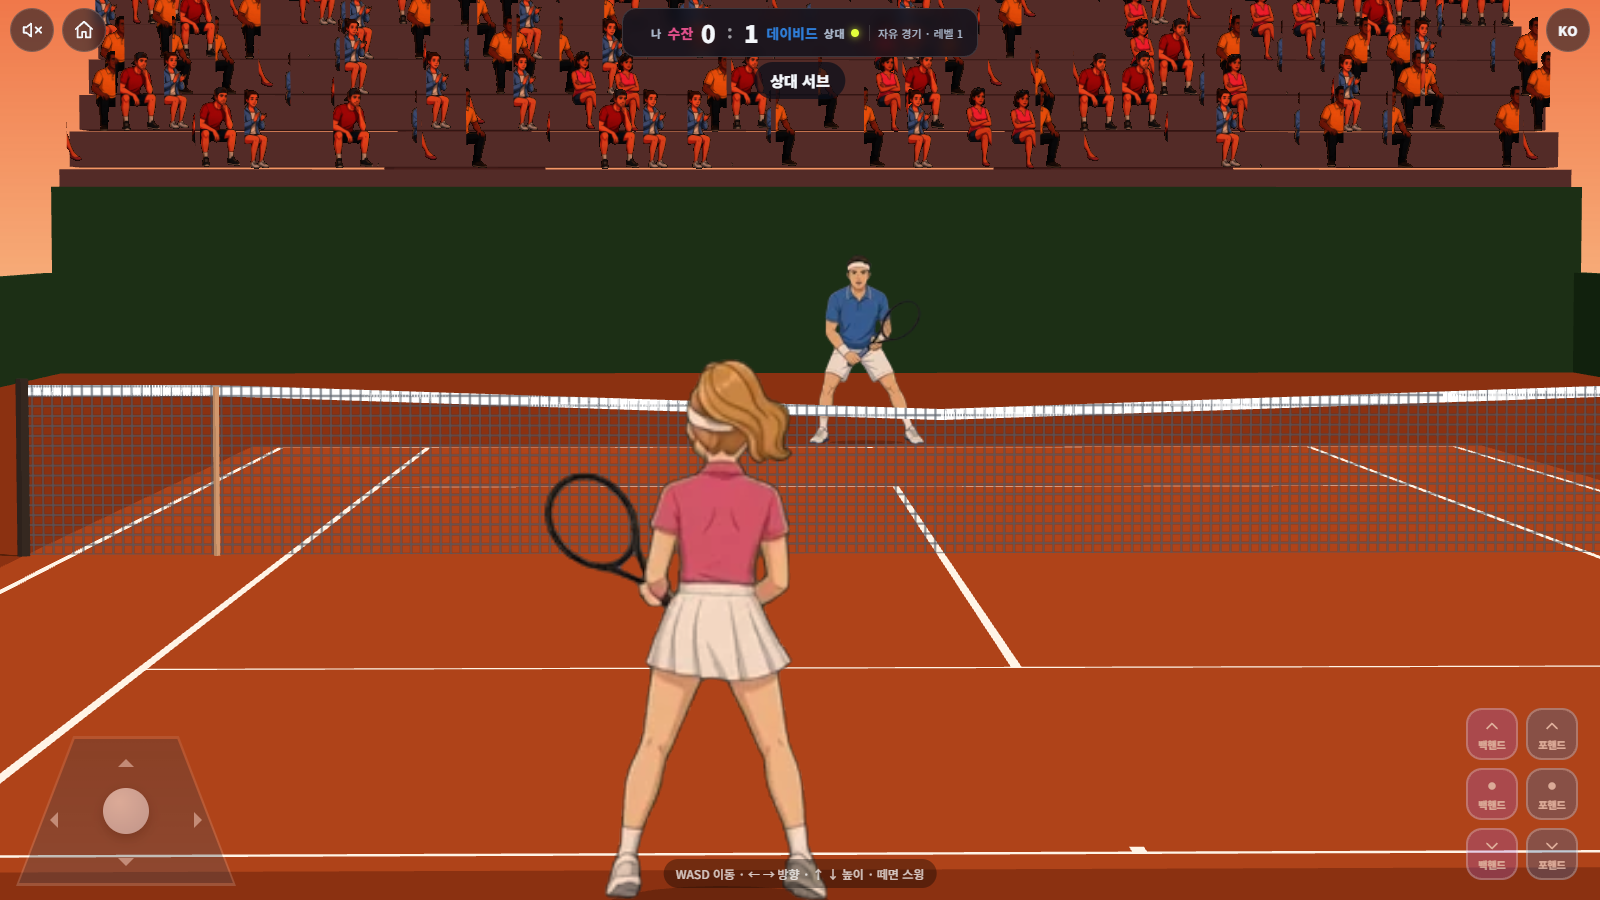 나 수잔 0 : 1 데이비드 상대 자유 경기 · 레벨 1
KO
상대 서브
백핸드 포핸드
백핸드 포핸드
백핸드 포핸드
WASD 이동 · ←→ 방향 · ↑ ↓ 높이 · 떼면 스윙